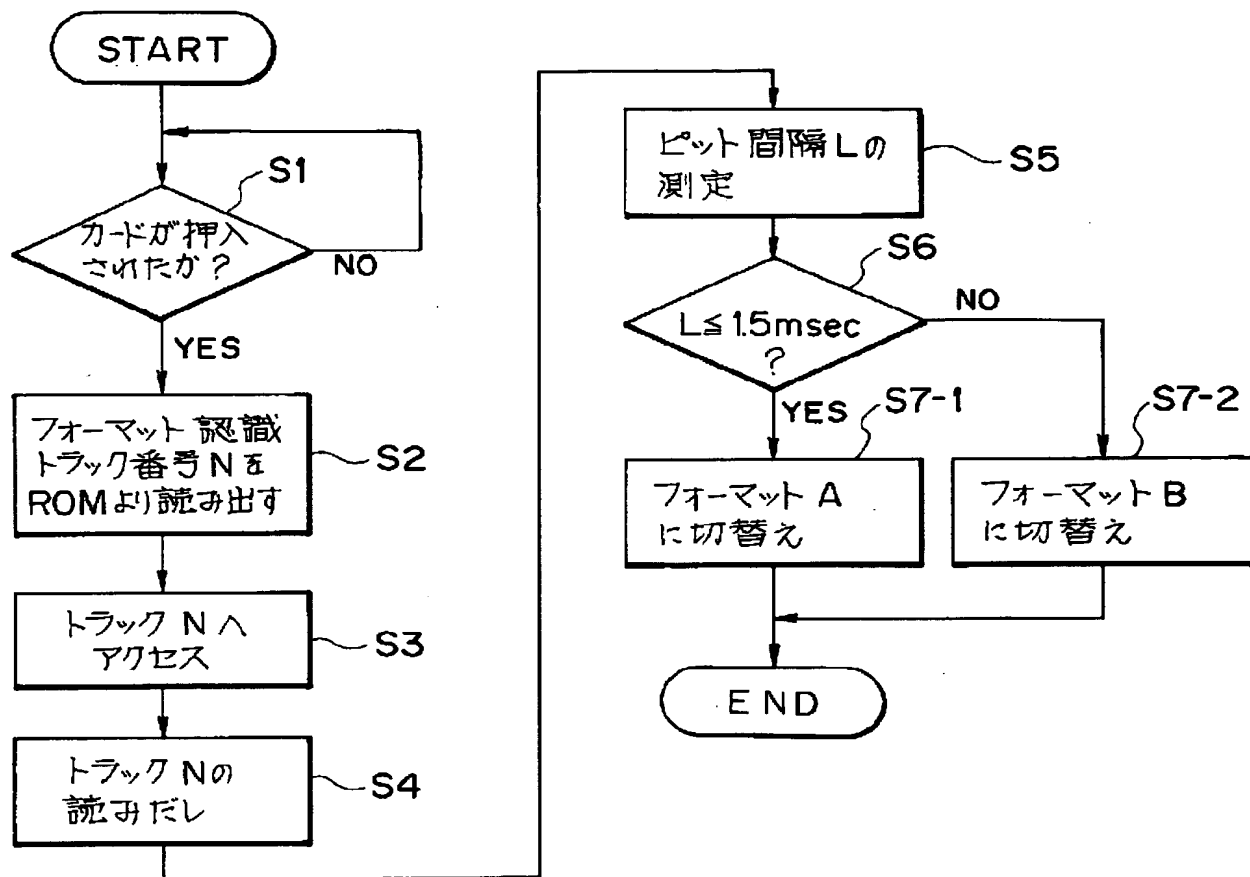 START
S1
カードが押入
されたか?
NO
YES
フォーマット認識
トラック番号Nを
ROMより読み出す
S2
トラック Nへ
アクセス
S3
トラック Nの
読みだし
S4
ピット間隔Lの
測定
S5
S6
L≦1.5msec
?
NO
YES
S7-1
フォーマット A
に切替え
S7-2
フォーマット B
に切替え
END